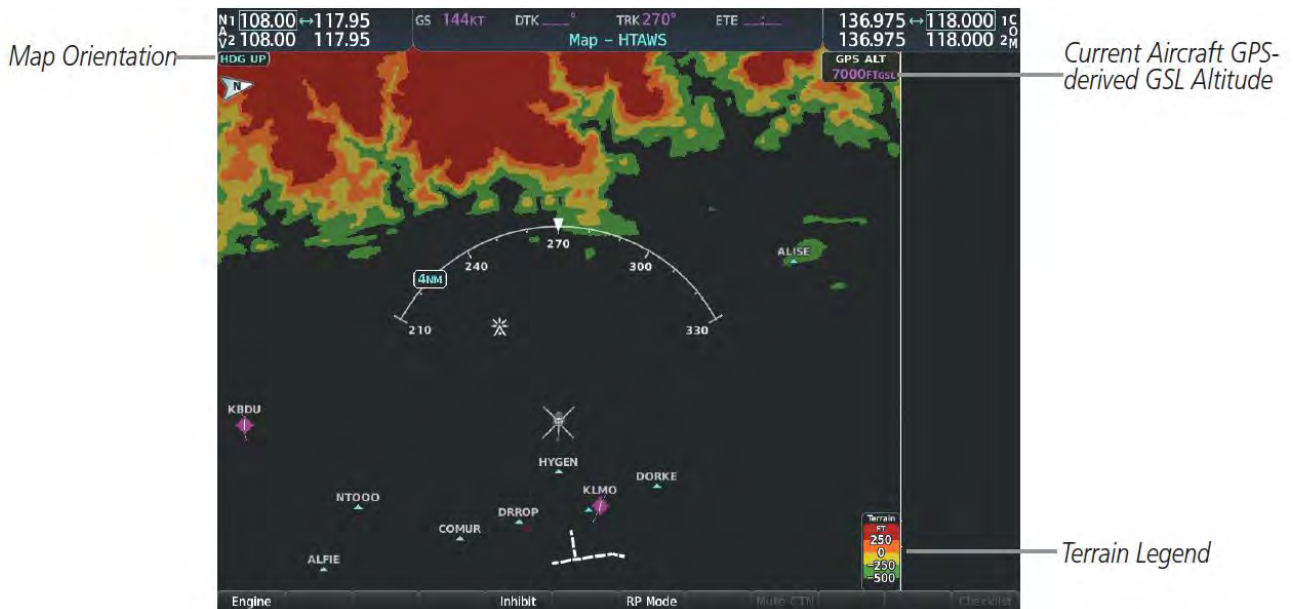 N1 108.00 ↔ 117.95 GS 144KT DTK ___° TRK 270° ETE __:__ 136.975 ↔ 118.000 1 C
A O
V2 108.00 117.95 Map – HTAWS 136.975 118.000 2 M
Map Orientation
HDG UP
GPS ALT
7000FTGSL
Current Aircraft GPS-
derived GSL Altitude
N
270
240
300
ALISE
4NM
210
330
KBDU
HYGEN
DORKE
KLMO
NTOOO
DRROP
COMUR
ALFIE
Terrain
FT
250
0
-250
-500
Terrain Legend
Engine Inhibit RP Mode Mute CTN Checklist